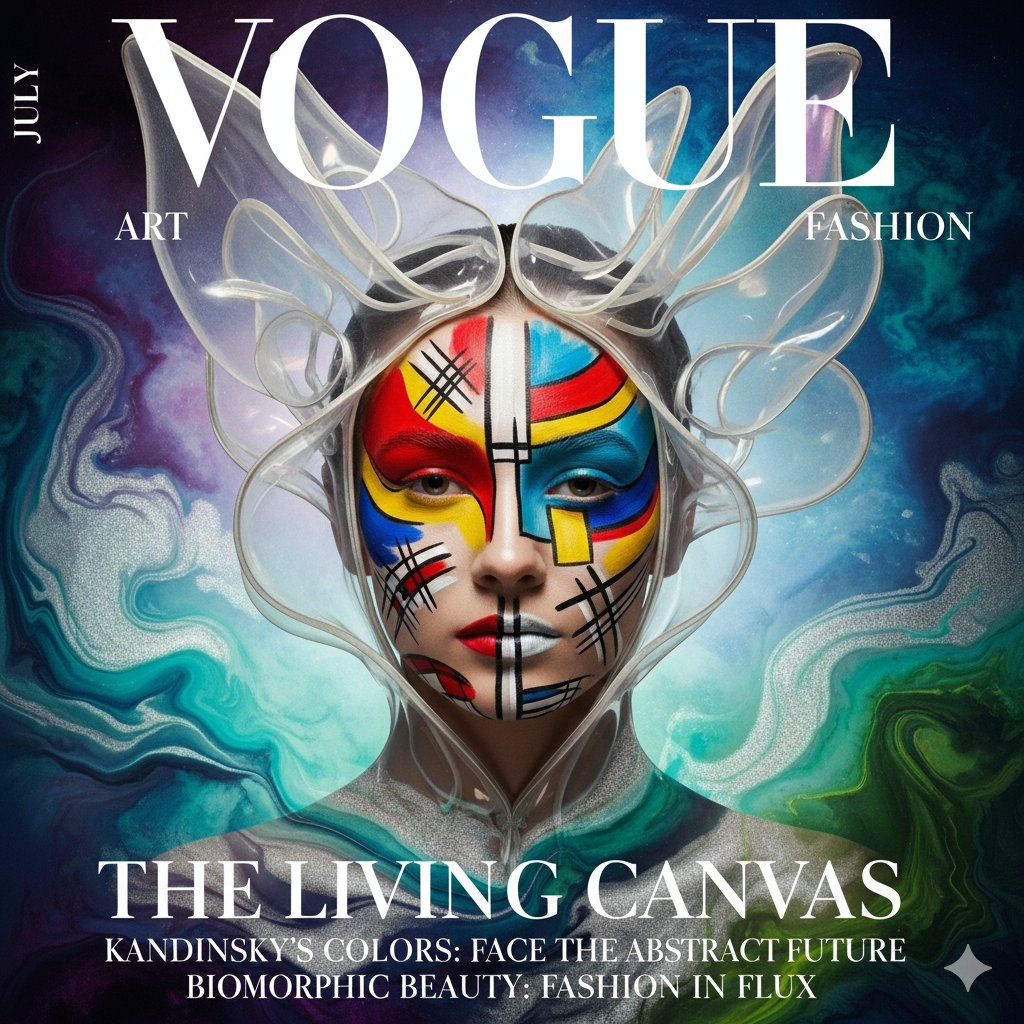 VOGUE
JULY
ART
FASHION
THE LIVING CANVAS
KANDINSKY'S COLORS: FACE THE ABSTRACT FUTURE
BIOMORPHIC BEAUTY: FASHION IN FLUX